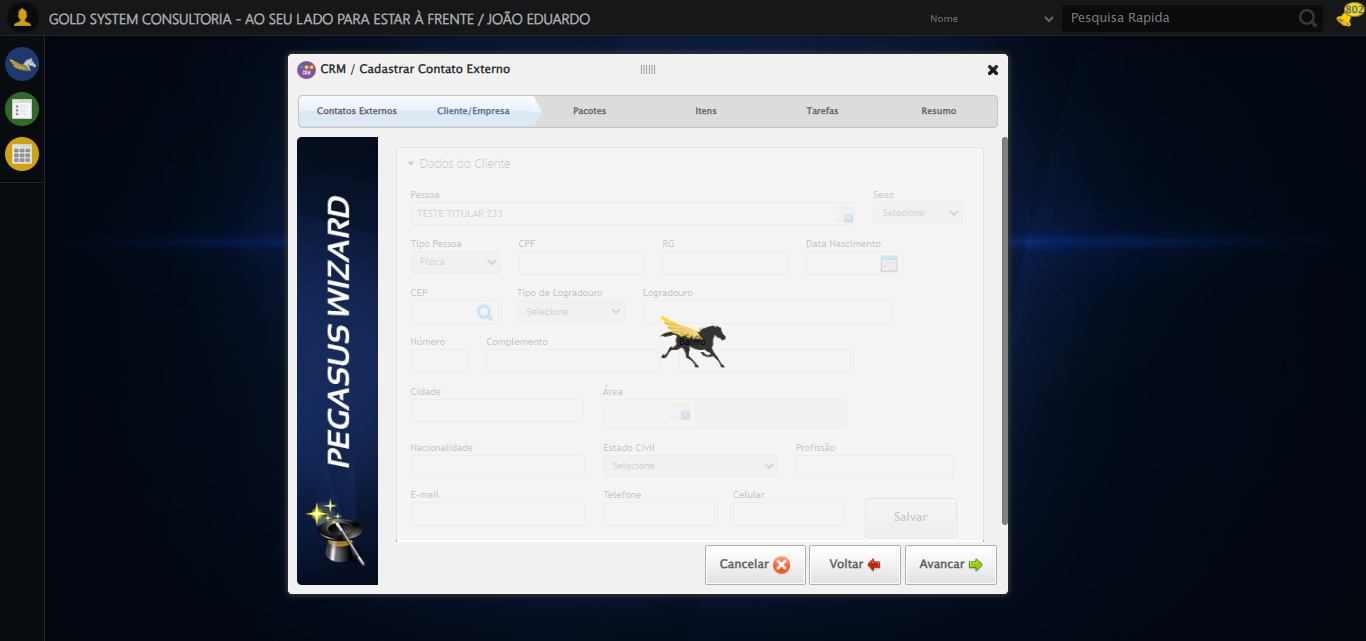 GOLD SYSTEM CONSULTORIA - AO SEU LADO PARA ESTAR À FRENTE / JOÃO EDUARDO
Nome
Pesquisa Rapida
802
CRM / Cadastrar Contato Externo
Contatos Externos
Cliente/Empresa
Pacotes
Itens
Tarefas
Resumo
PEGASUS WIZARD
Dados do Cliente
Pessoa
Sexo
TESTE TITULAR 233
Selecione
Tipo Pessoa
CPF
RG
Data Nascimento
Física
CEP
Tipo de Logradouro
Logradouro
Selecione
Número
Complemento
Bairro
Cidade
Área
Nacionalidade
Estado Civil
Profissão
Selecione
E-mail
Telefone
Celular
Salvar
Cancelar
Voltar
Avancar